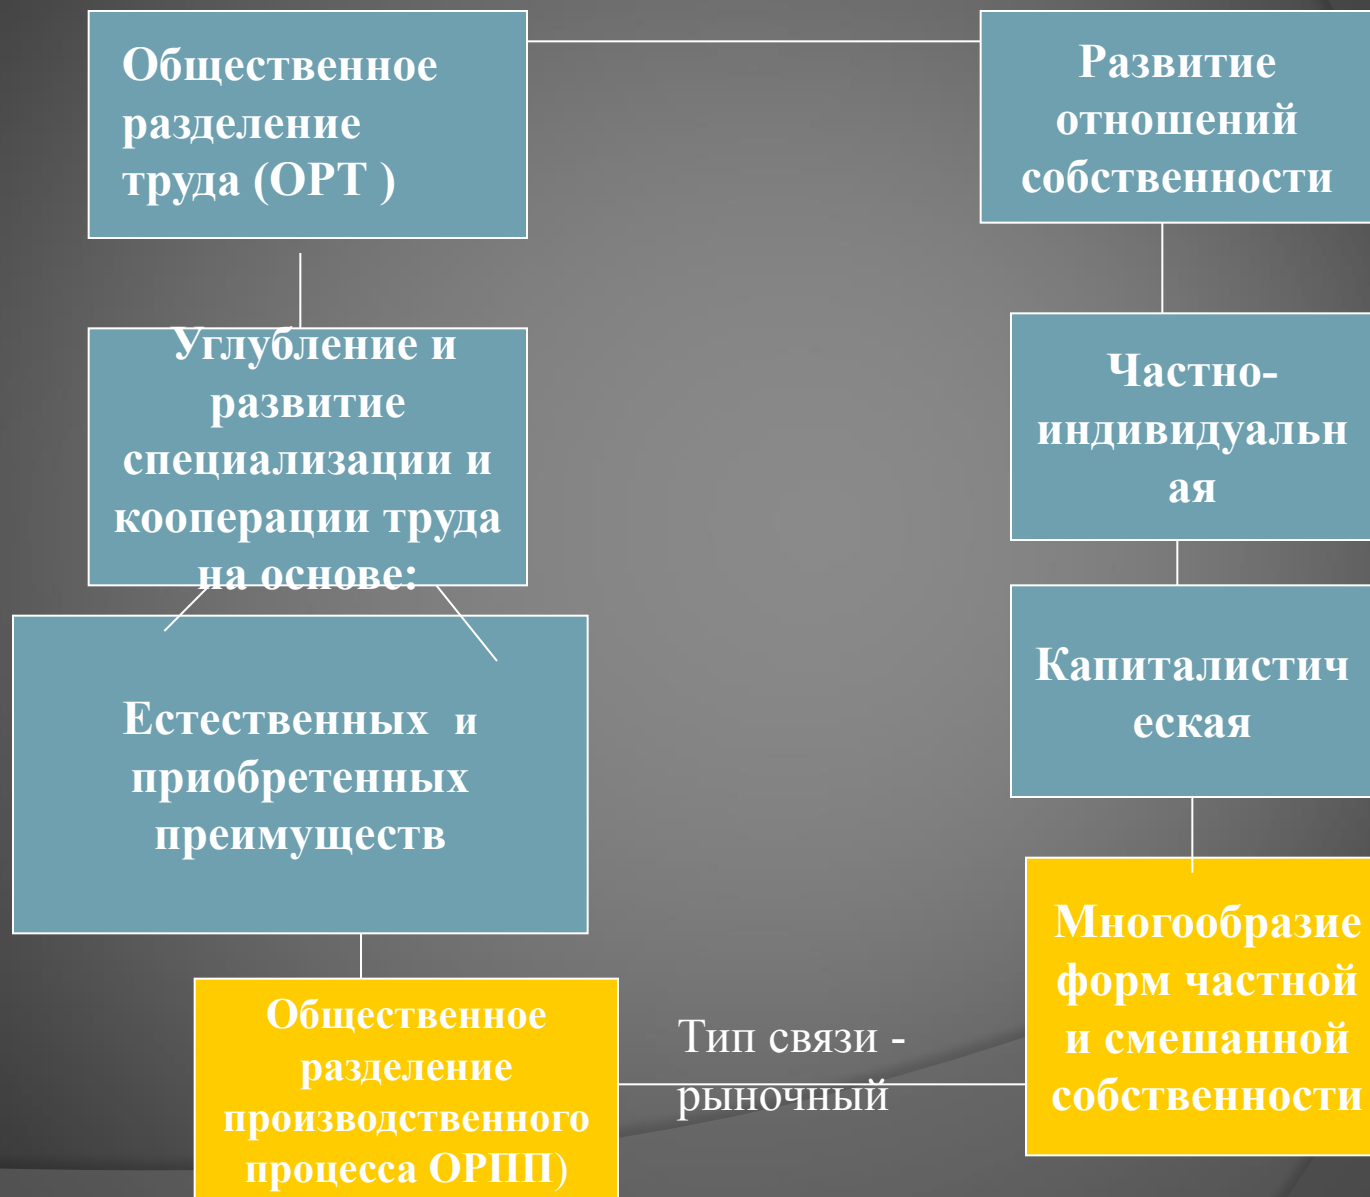 Общественное
разделение
труда (ОРТ )
Развитие
отношений
собственности
Углубление и
развитие
специализации и
кооперации труда
на основе:
Частно-
индивидуальн
ая
Естественных и
приобретенных
преимуществ
Капиталистич
еская
Общественное
разделение
производственного
процесса ОРПП)
Тип связи -
рыночный
Многообразие
форм частной
и смешанной
собственности